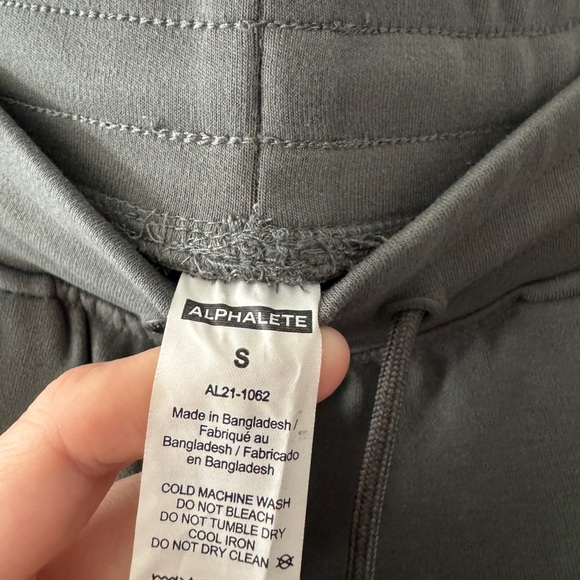 ALPHALETE
S
AL21-1062
Made in Bangladesh /
Fabriqué au
Bangladesh / Fabricado
en Bangladesh
COLD MACHINE WASH
DO NOT BLEACH
DO NOT TUMBLE DRY
COOL IRON
DO NOT DRY CLEAN